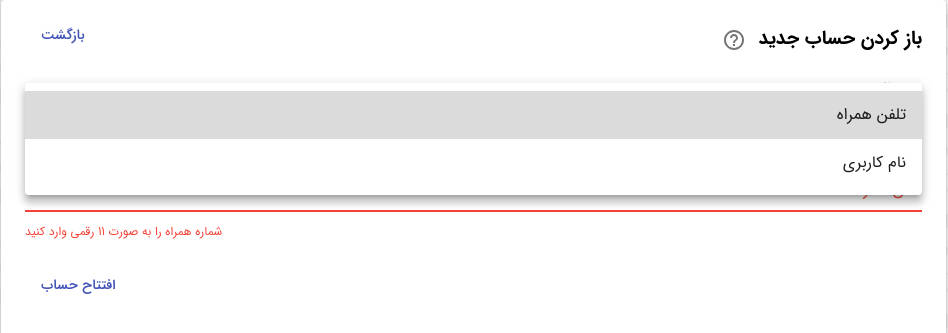 باز کردن حساب جدید
بازگشت
تلفن همراه
نام کاربری
شماره همراه را به صورت ۱۱ رقمی وارد کنید
افتتاح حساب